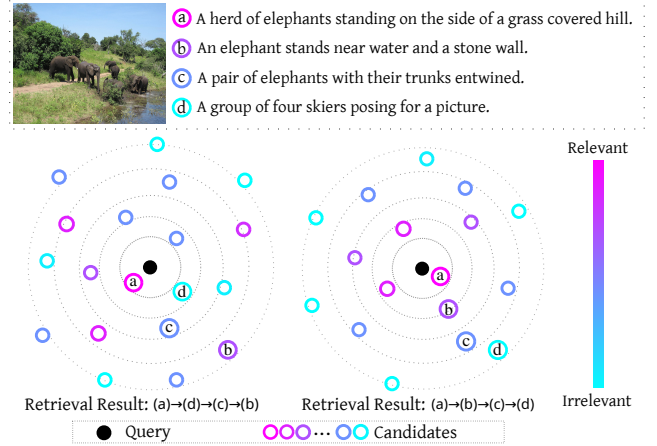 a A herd of elephants standing on the side of a grass covered hill.
b An elephant stands near water and a stone wall.
c A pair of elephants with their trunks entwined.
d A group of four skiers posing for a picture.
Relevant
a
a
d
b
c
c
b
d
Irrelevant
Retrieval Result: (a)→(d)→(c)→(b)
Retrieval Result: (a)→(b)→(c)→(d)
Query
... Candidates